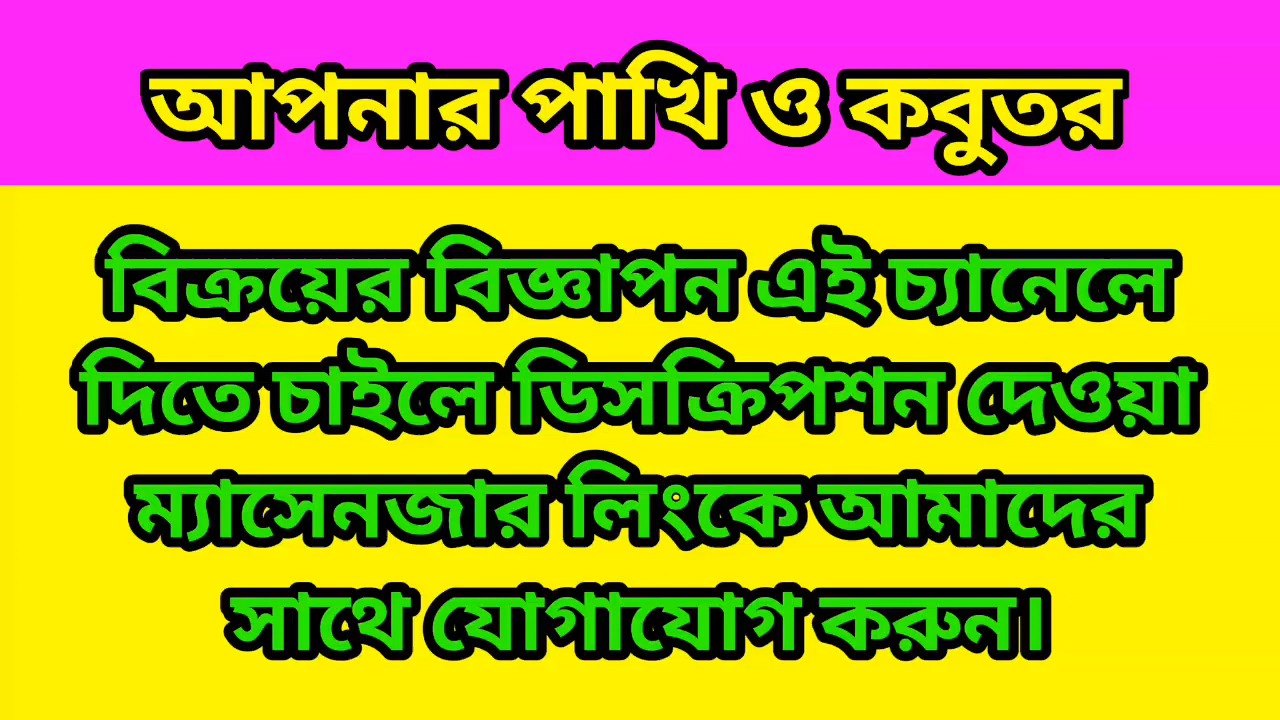 আপনার পাখি ও কবুতর
বিক্রয়ের বিজ্ঞাপন এই চ্যানেলে
দিতে চাইলে ডিসক্রিপশন দেওয়া
ম্যাসেনজার লিংকে আমাদের
সাথে যোগাযোগ করুন।